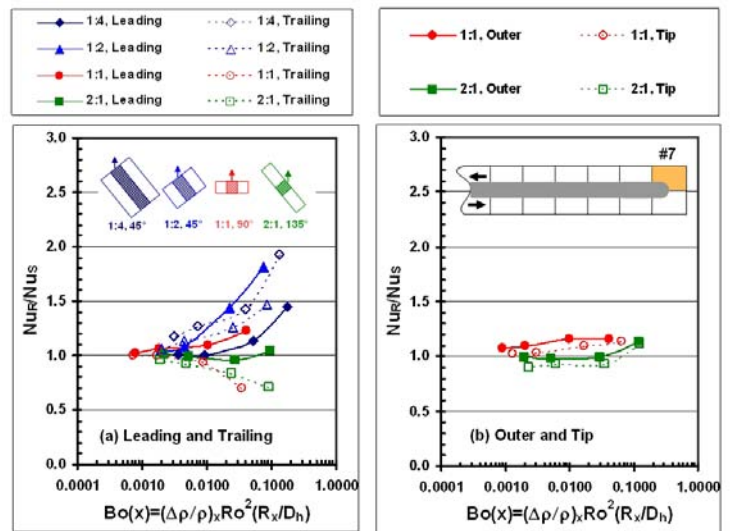 1:4, Leading
1:4, Trailing
1:2, Leading
1:2, Trailing
1:1, Leading
1:1, Trailing
2:1, Leading
2:1, Trailing
1:1, Outer
1:1, Tip
2:1, Outer
2:1, Tip
3.0
2.5
2.0
1.5
1.0
0.5
0.0
Nu_R/Nu_S
1:4, 45°
1:2, 45°
1:1, 90°
2:1, 135°
(a) Leading and Trailing
0.0001 0.0010 0.0100 0.1000 1.0000
Bo(x)=(Δρ/ρ)ₓRo²(Rₓ/Dₕ)
3.0
2.5
2.0
1.5
1.0
0.5
0.0
Nu_R/Nu_S
#7
(b) Outer and Tip
0.0001 0.0010 0.0100 0.1000 1.0000
Bo(x)=(Δρ/ρ)ₓRo²(Rₓ/Dₕ)